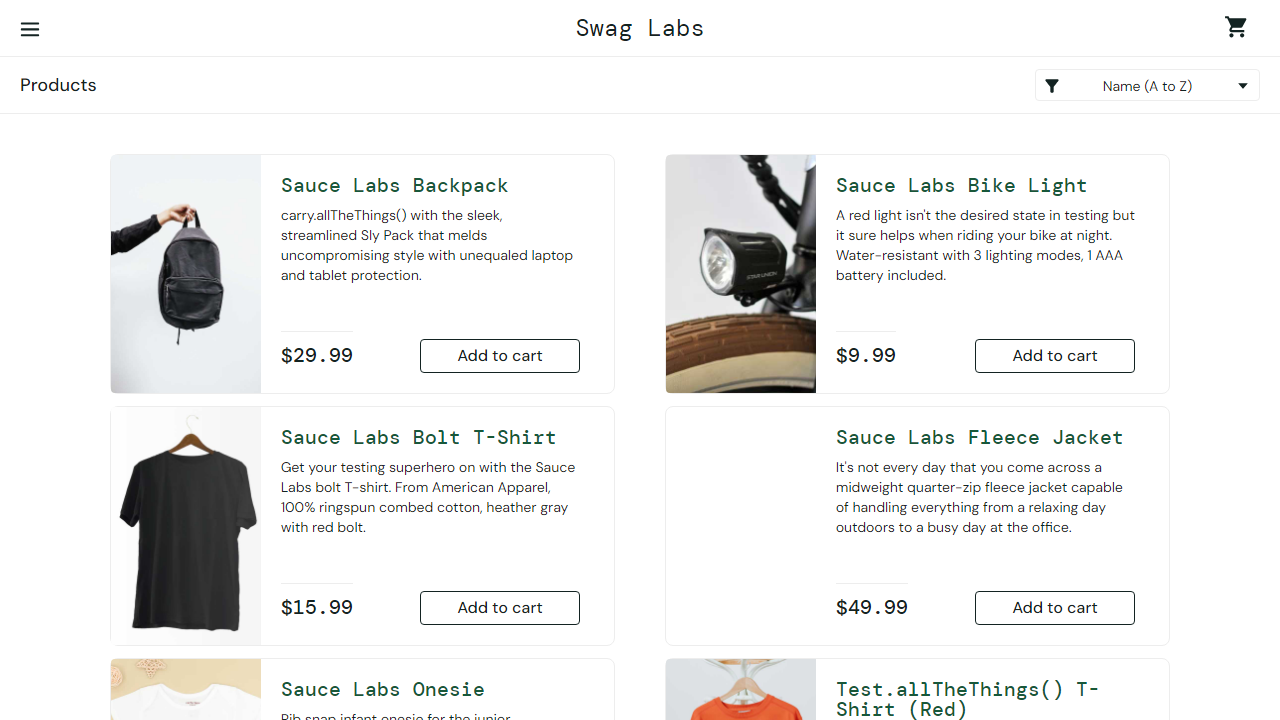 Swag Labs
Products
Name (A to Z)
Sauce Labs Backpack
carry.allTheThings() with the sleek,
streamlined Sly Pack that melds
uncompromising style with unequaled laptop
and tablet protection.
$29.99
Add to cart
Sauce Labs Bike Light
A red light isn't the desired state in testing but
it sure helps when riding your bike at night.
Water-resistant with 3 lighting modes, 1 AAA
battery included.
$9.99
Add to cart
Sauce Labs Bolt T-Shirt
Get your testing superhero on with the Sauce
Labs bolt T-shirt. From American Apparel,
100% ringspun combed cotton, heather gray
with red bolt.
$15.99
Add to cart
Sauce Labs Fleece Jacket
It's not every day that you come across a
midweight quarter-zip fleece jacket capable
of handling everything from a relaxing day
outdoors to a busy day at the office.
$49.99
Add to cart
Sauce Labs Onesie
Rib snap infant onesie for the junior
Test.allTheThings() T-
Shirt (Red)